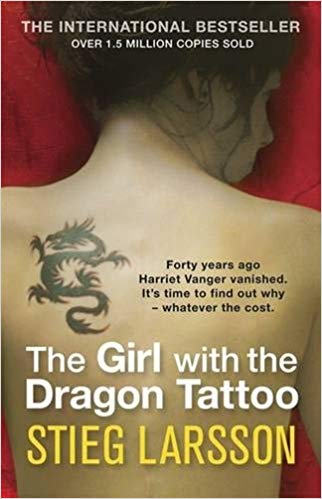 THE INTERNATIONAL BESTSELLER
OVER 1.5 MILLION COPIES SOLD
Forty years ago
Harriet Vanger vanished.
It's time to find out why
– whatever the cost.
The Girl with the
Dragon Tattoo
STIEG LARSSON